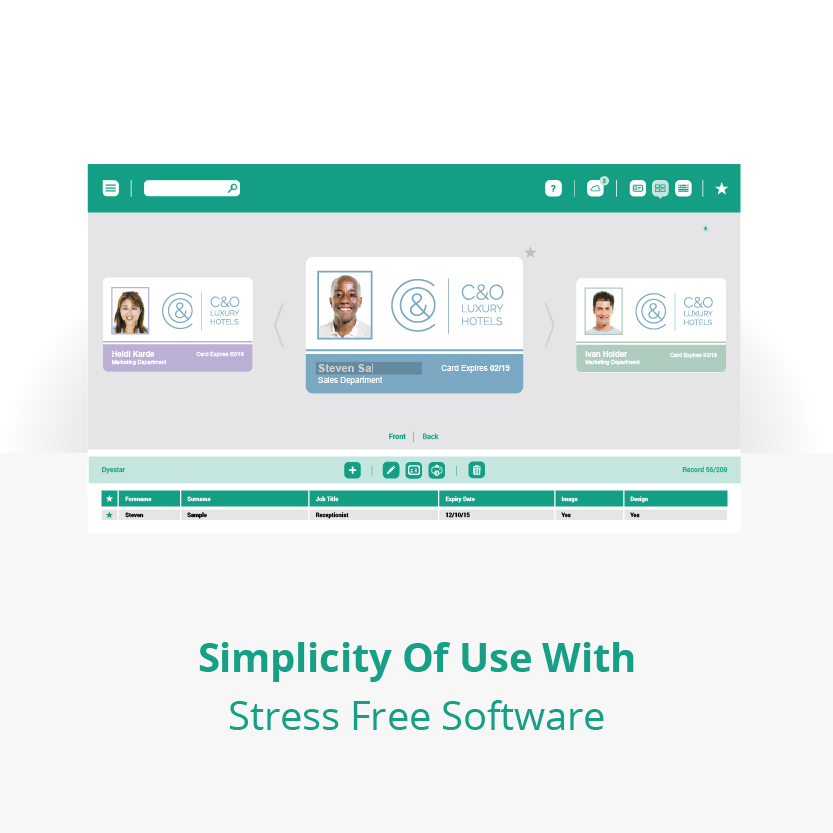 ?
3
C&O
LUXURY
HOTELS
Heidi Karde
Marketing Department
Card Expires 02/19
&
C&O
LUXURY
HOTELS
Steven Sa
Sales Department
Card Expires 02/19
&
C&O
LUXURY
HOTELS
Ivan Holder
Marketing Department
Card Expires 02/19
&
Front | Back
Dyestar
Record 56/209
Forename Surname Job Title Expiry Date Image Design
Steven Sample Receptionist 12/10/15 Yes Yes
Simplicity Of Use With
Stress Free Software